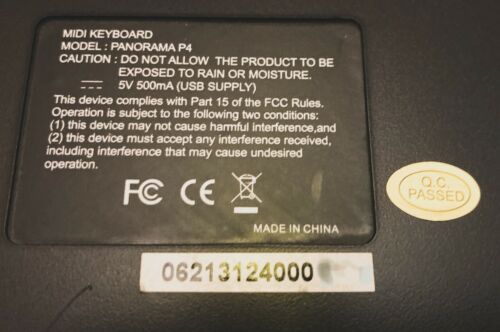 MIDI KEYBOARD
MODEL : PANORAMA P4
CAUTION : DO NOT ALLOW THE PRODUCT TO BE
EXPOSED TO RAIN OR MOISTURE.
5V 500mA (USB SUPPLY)
This device complies with Part 15 of the FCC Rules.
Operation is subject to the following two conditions:
(1) this device may not cause harmful interference,and
(2) this device must accept any interference received,
including interference that may cause undesired
operation.
FC CE
MADE IN CHINA
Q.C.
PASSED
06213124000